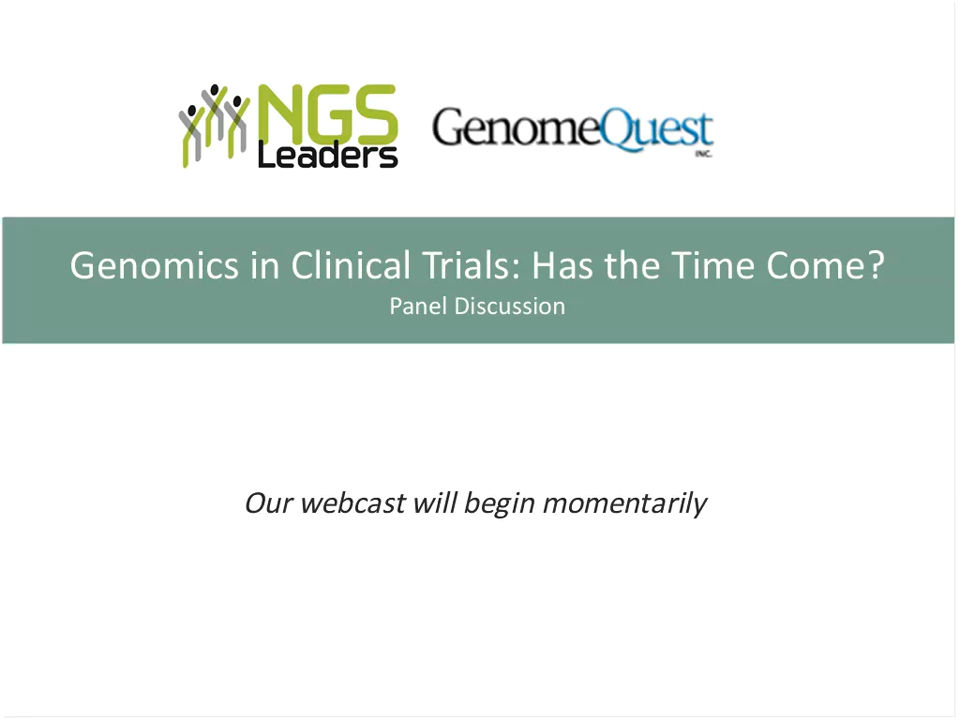 NGS
Leaders
GenomeQuest
INC.
Genomics in Clinical Trials: Has the Time Come?
Panel Discussion
Our webcast will begin momentarily